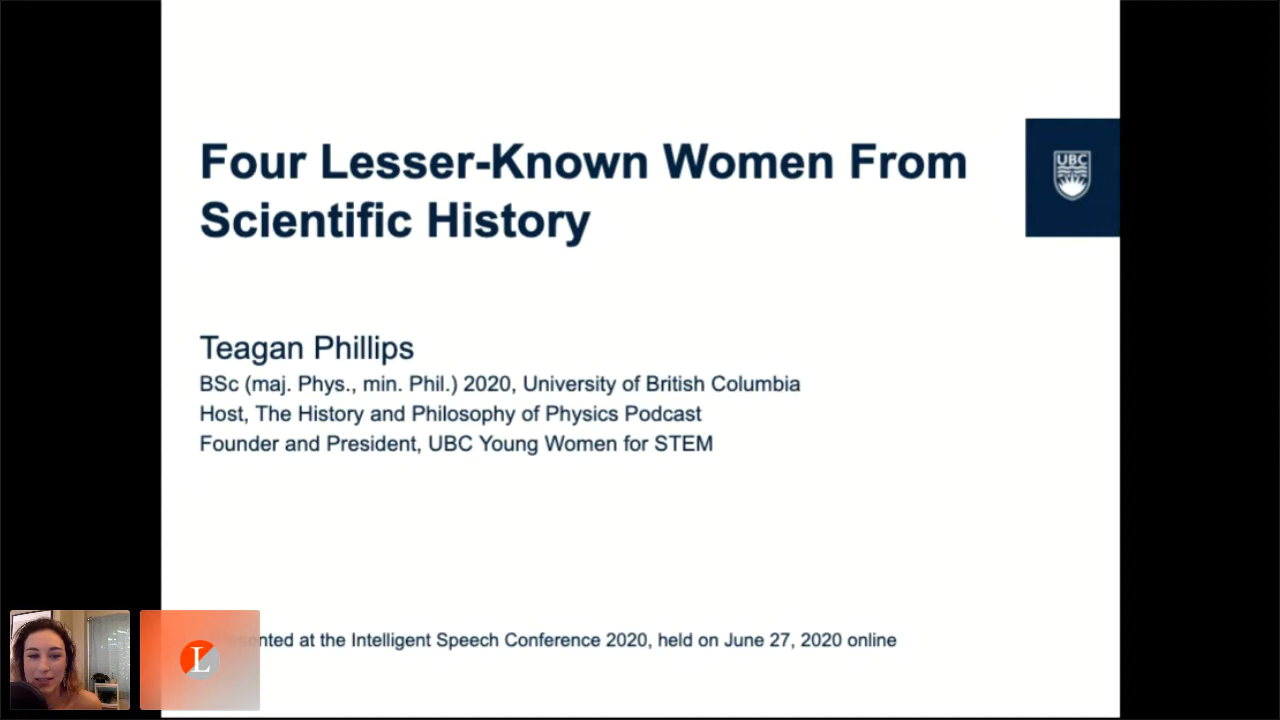 Four Lesser-Known Women From
Scientific History
UBC
Teagan Phillips
BSc (maj. Phys., min. Phil.) 2020, University of British Columbia
Host, The History and Philosophy of Physics Podcast
Founder and President, UBC Young Women for STEM
Presented at the Intelligent Speech Conference 2020, held on June 27, 2020 online
L